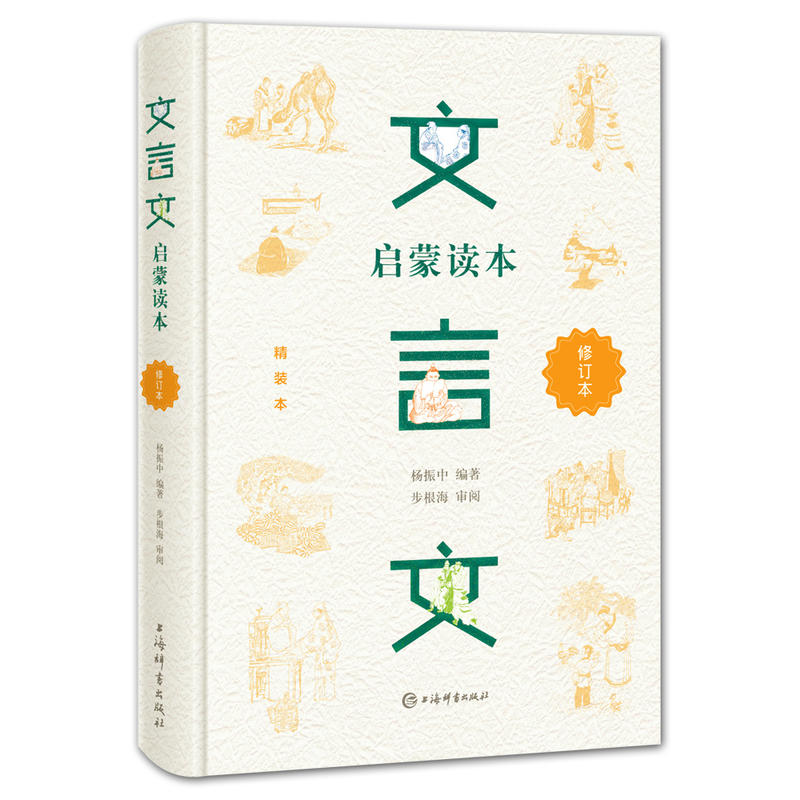 文言文
启蒙读本
修订本
杨振中 编著 步根海 审阅
上海辞书出版社
文
启蒙读本
言
文
精装本
修订本
杨振中 编著
步根海 审阅
上海辞书出版社